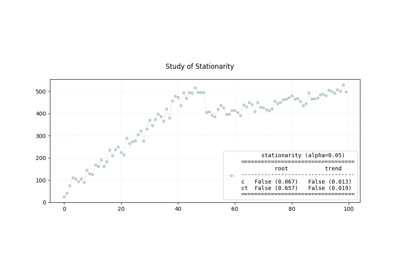 Study of Stationarity
500
400
300
200
100
0
stationarity (alpha=0.05)
===================================
root trend
-----------------------------------
c False (0.067) False (0.013)
ct False (0.657) False (0.019)
===================================
0 20 40 60 80 100